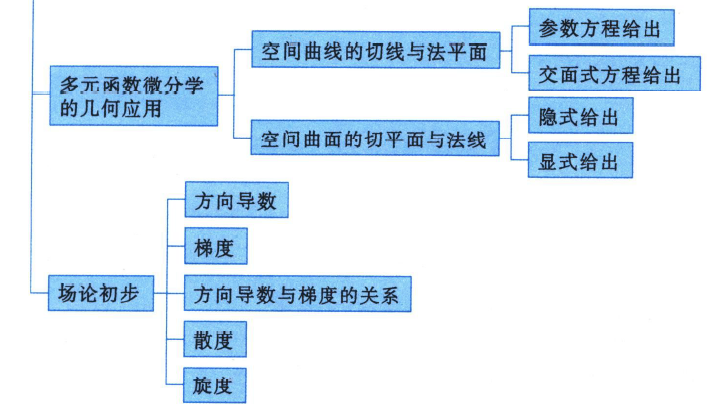 参数方程给出
空间曲线的切线与法平面
交面式方程给出
多元函数微分学
的几何应用
隐式给出
空间曲面的切平面与法线
显式给出
方向导数
梯度
场论初步
方向导数与梯度的关系
散度
旋度